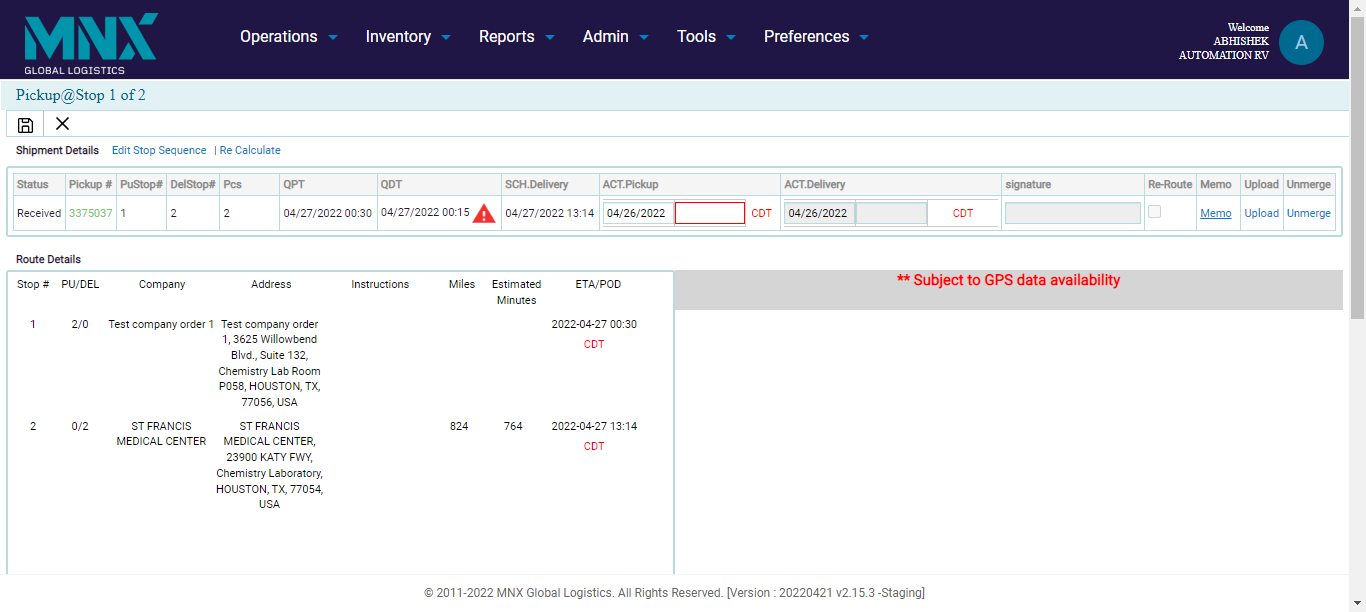 MNX
GLOBAL LOGISTICS
Operations Inventory Reports Admin Tools Preferences
Welcome
ABHISHEK
AUTOMATION RV
A
Pickup@Stop 1 of 2
Shipment Details Edit Stop Sequence | Re Calculate
Status Pickup # PuStop# DelStop# Pcs QPT QDT SCH.Delivery ACT.Pickup ACT.Delivery signature Re-Route Memo Upload Unmerge
Received 3375037 1 2 2 04/27/2022 00:30 04/27/2022 00:15 04/27/2022 13:14 04/26/2022 CDT 04/26/2022 CDT Memo Upload Unmerge
Route Details
Stop # PU/DEL Company Address Instructions Miles Estimated ETA/POD
Minutes
** Subject to GPS data availability
1 2/0 Test company order 1 Test company order 2022-04-27 00:30
1, 3625 Willowbend CDT
Blvd., Suite 132,
Chemistry Lab Room
P058, HOUSTON, TX,
77056, USA
2 0/2 ST FRANCIS ST FRANCIS 824 764 2022-04-27 13:14
MEDICAL CENTER MEDICAL CENTER, CDT
23900 KATY FWY,
Chemistry Laboratory,
HOUSTON, TX, 77054,
USA
© 2011-2022 MNX Global Logistics. All Rights Reserved. [Version : 20220421 v2.15.3 -Staging]